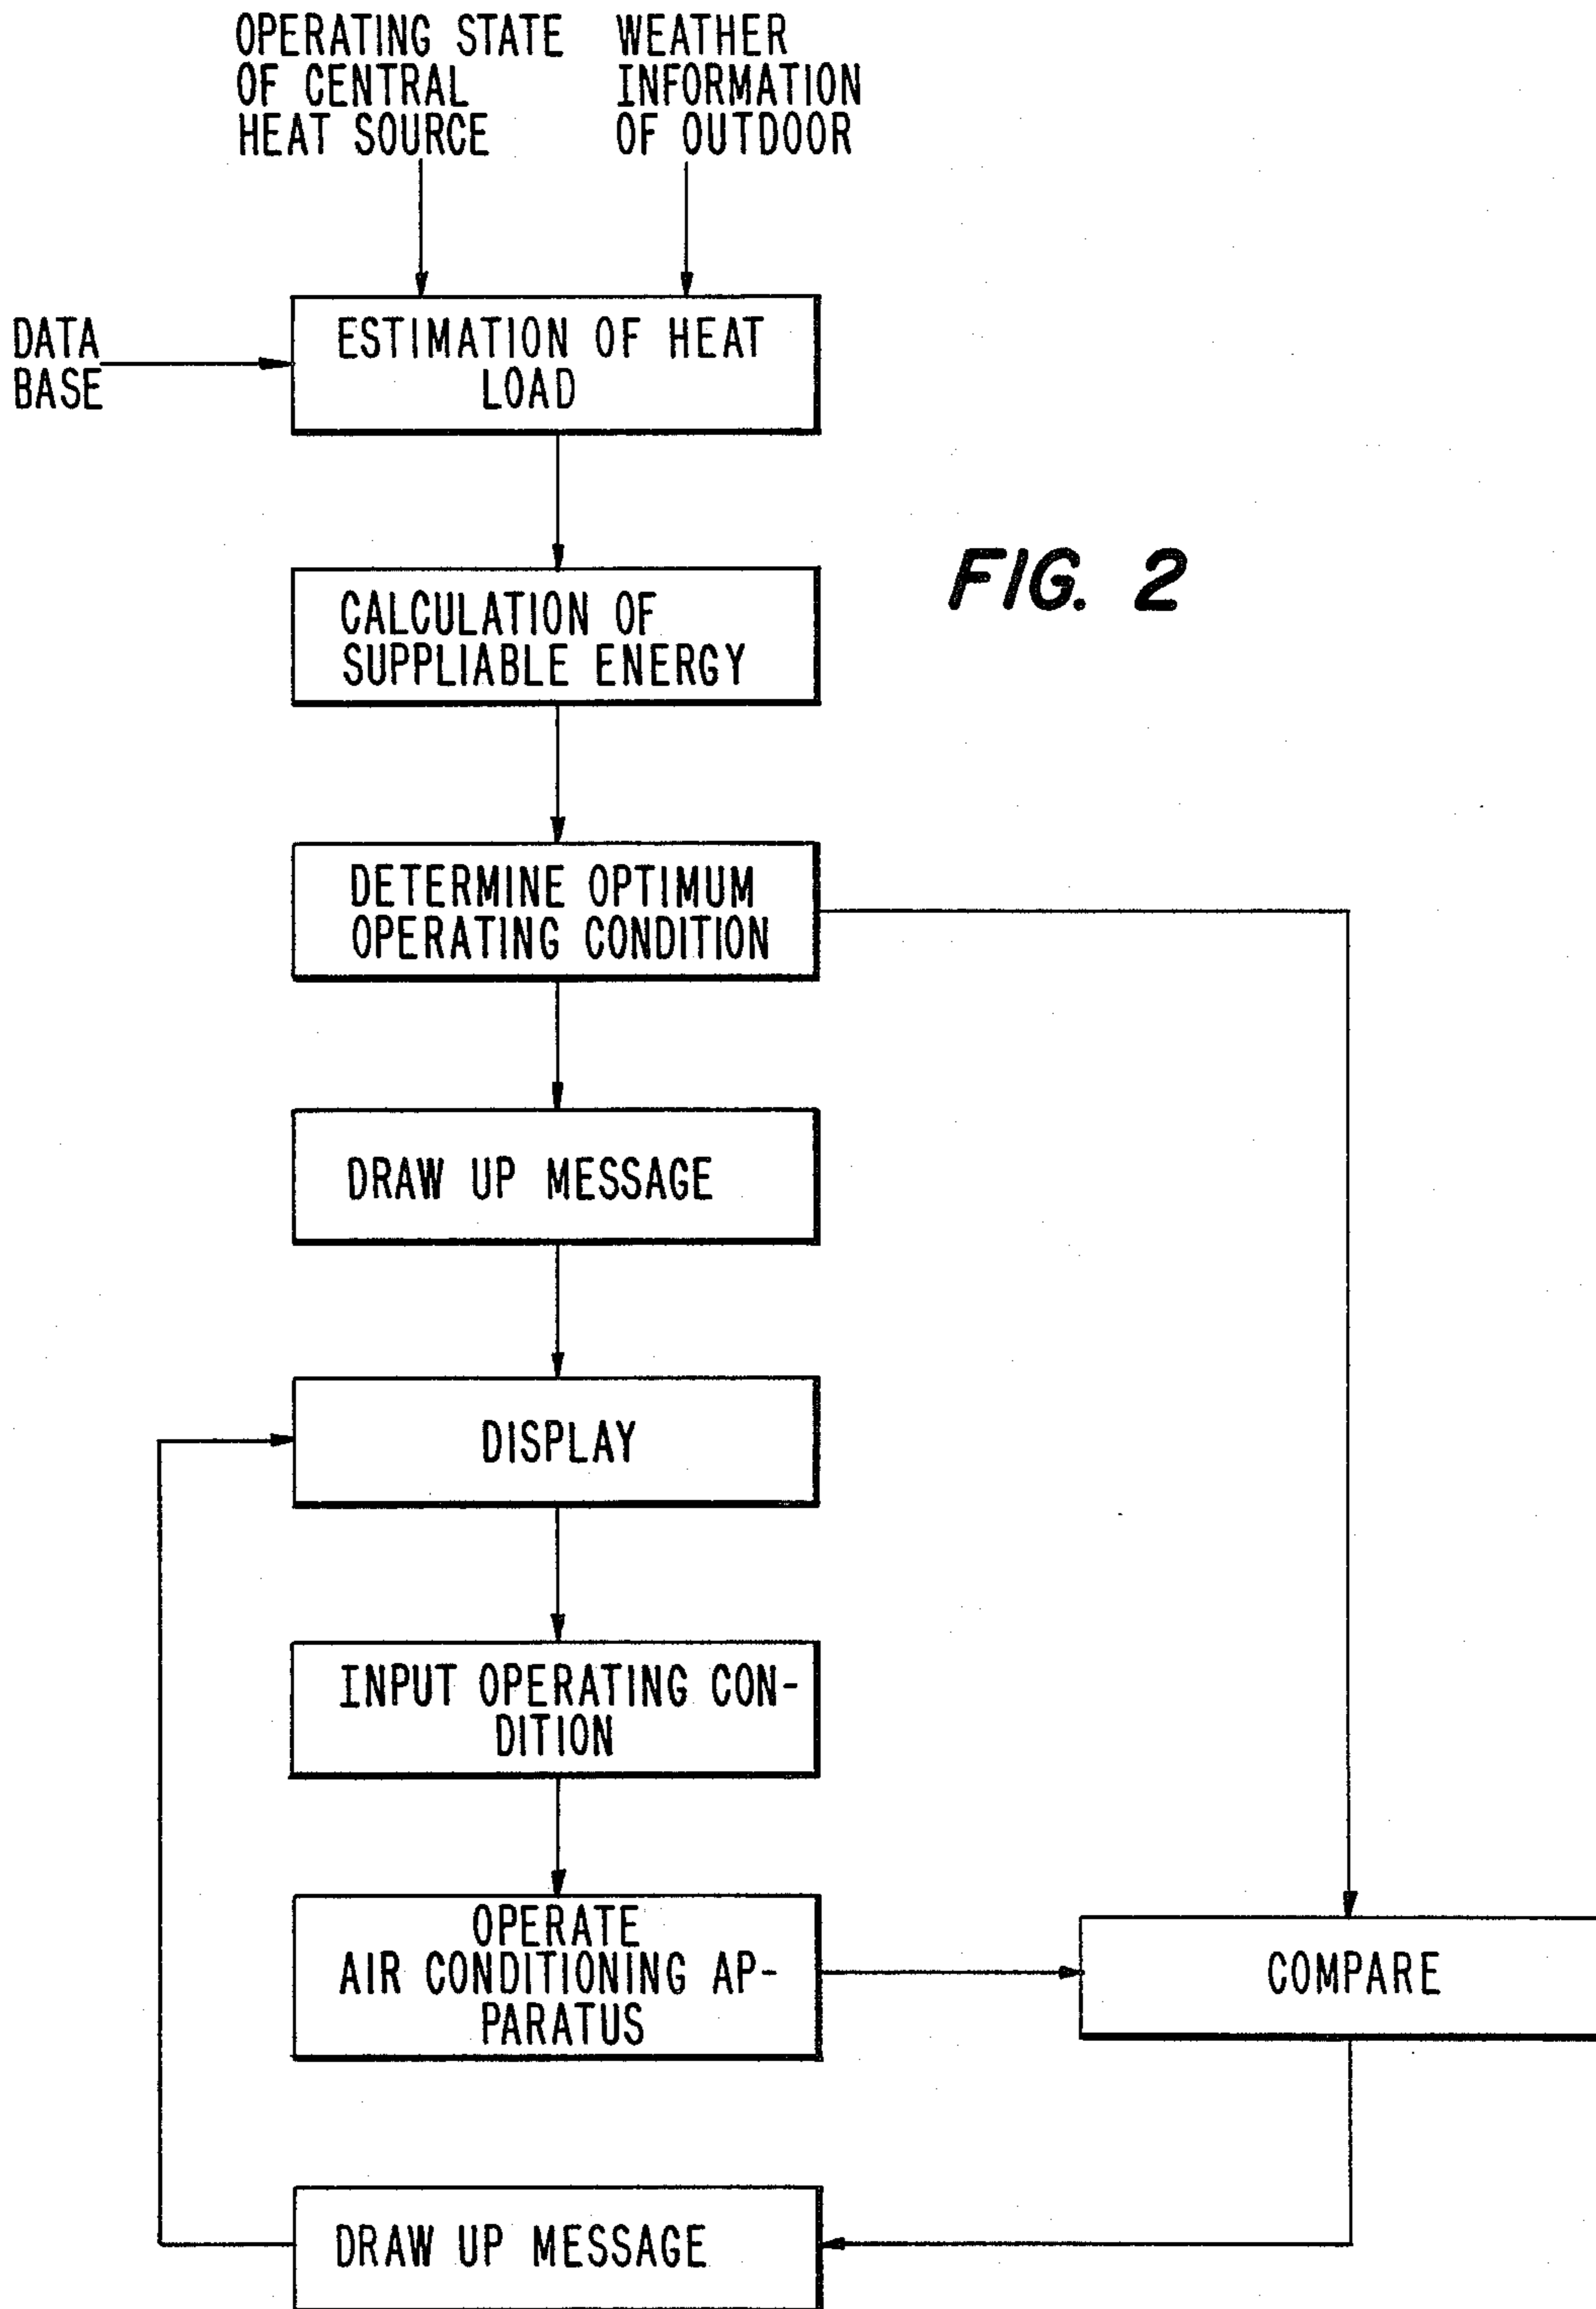 OPERATING STATE
OF CENTRAL
HEAT SOURCE
WEATHER
INFORMATION
OF OUTDOOR
DATA
BASE
ESTIMATION OF HEAT
LOAD
FIG. 2
CALCULATION OF
SUPPLIABLE ENERGY
DETERMINE OPTIMUM
OPERATING CONDITION
DRAW UP MESSAGE
DISPLAY
INPUT OPERATING CON-
DITION
OPERATE
AIR CONDITIONING AP-
PARATUS
COMPARE
DRAW UP MESSAGE